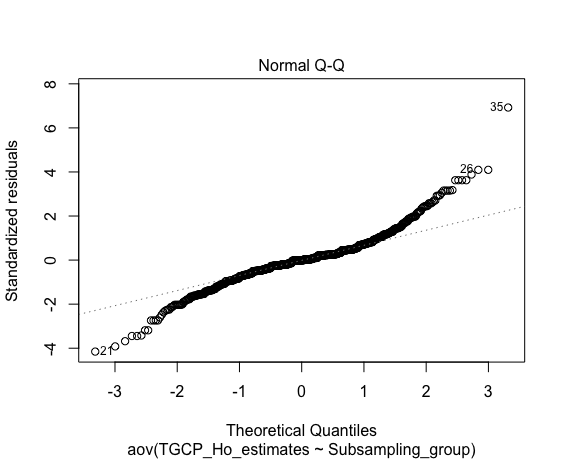 Normal Q-Q
Standardized residuals
8
6
4
2
0
-2
-4
35
26
21
-3 -2 -1 0 1 2 3
Theoretical Quantiles
aov(TGCP_Ho_estimates ~ Subsampling_group)